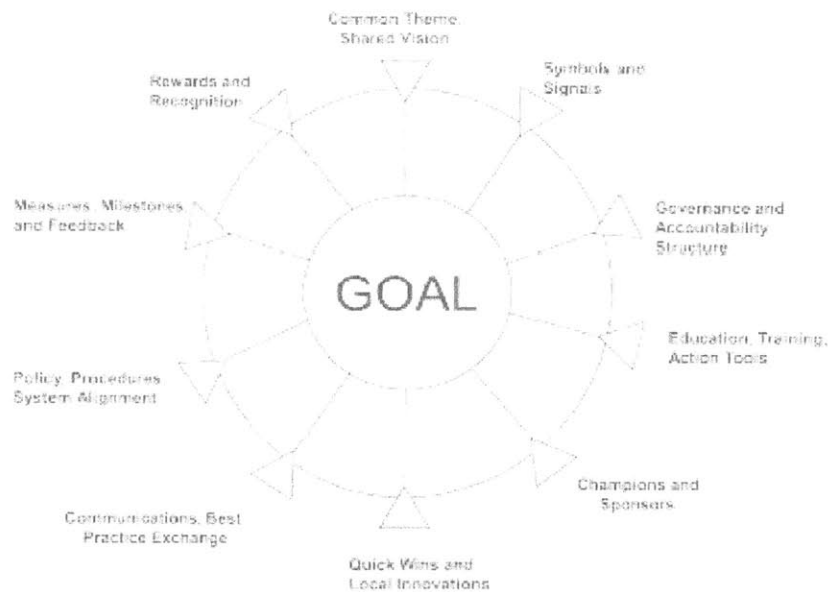 Common Theme,
Shared Vision
Symbols and
Signals
Governance and
Accountability
Structure
Education, Training,
Action Tools
Champions and
Sponsors
Quick Wins and
Local Innovations
Communications, Best
Practice Exchange
Policy, Procedures
System Alignment
Measures, Milestones
and Feedback
Rewards and
Recognition
GOAL